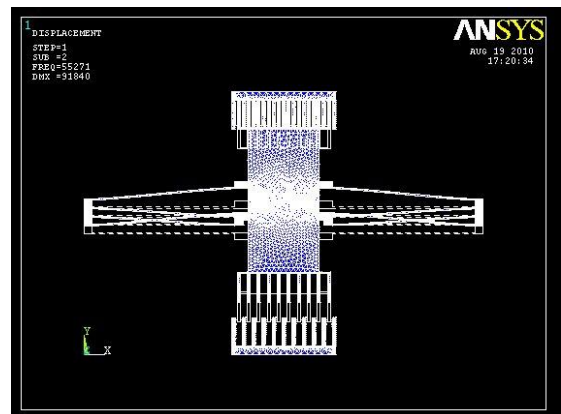 1
DISPLACEMENT
STEP=1
SUB =2
FREQ=55271
DMX =91840
ANSYS
AUG 19 2010
17:20:34
Y
X